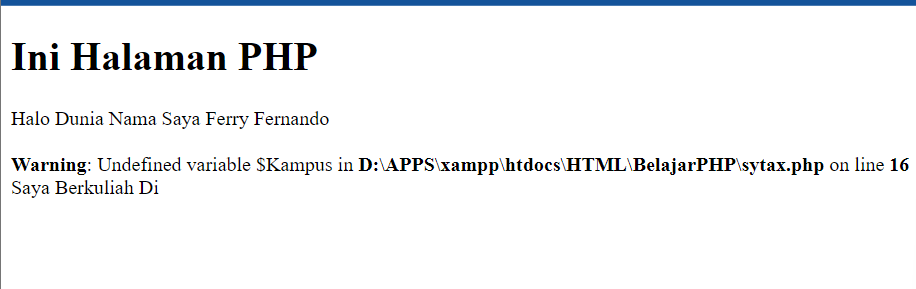 Ini Halaman PHP
Halo Dunia Nama Saya Ferry Fernando
Warning: Undefined variable $Kampus in D:\APPS\xampp\htdocs\HTML\BelajarPHP\sytax.php on line 16
Saya Berkuliah Di